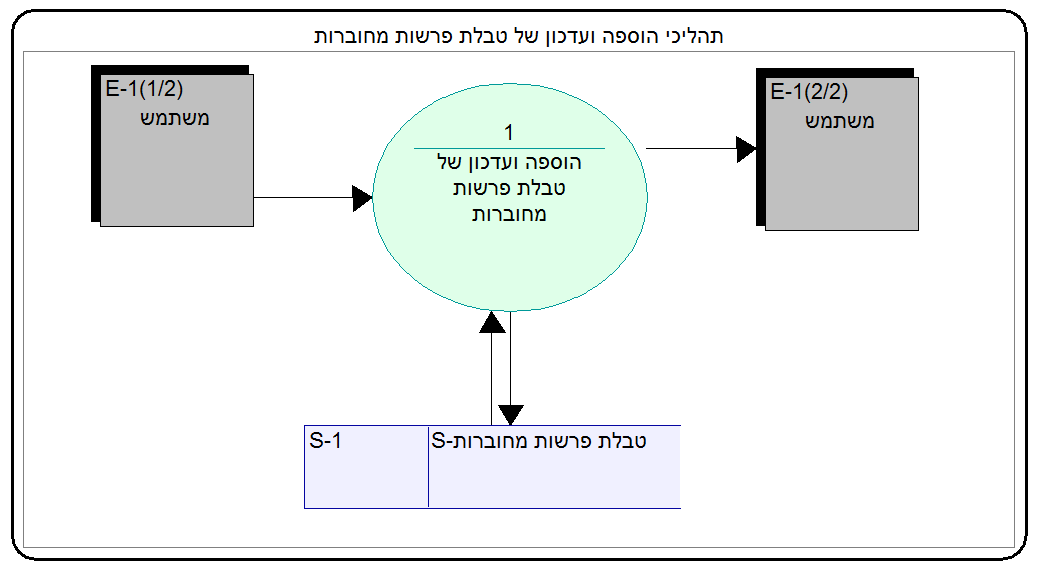 תהליכי הוספה ועדכון של טבלת פרשות מחוברות
E-1(1/2)
משתמש
1
הוספה ועדכון של
טבלת פרשות
מחוברות
E-1(2/2)
משתמש
S-1
S-טבלת פרשות מחוברות